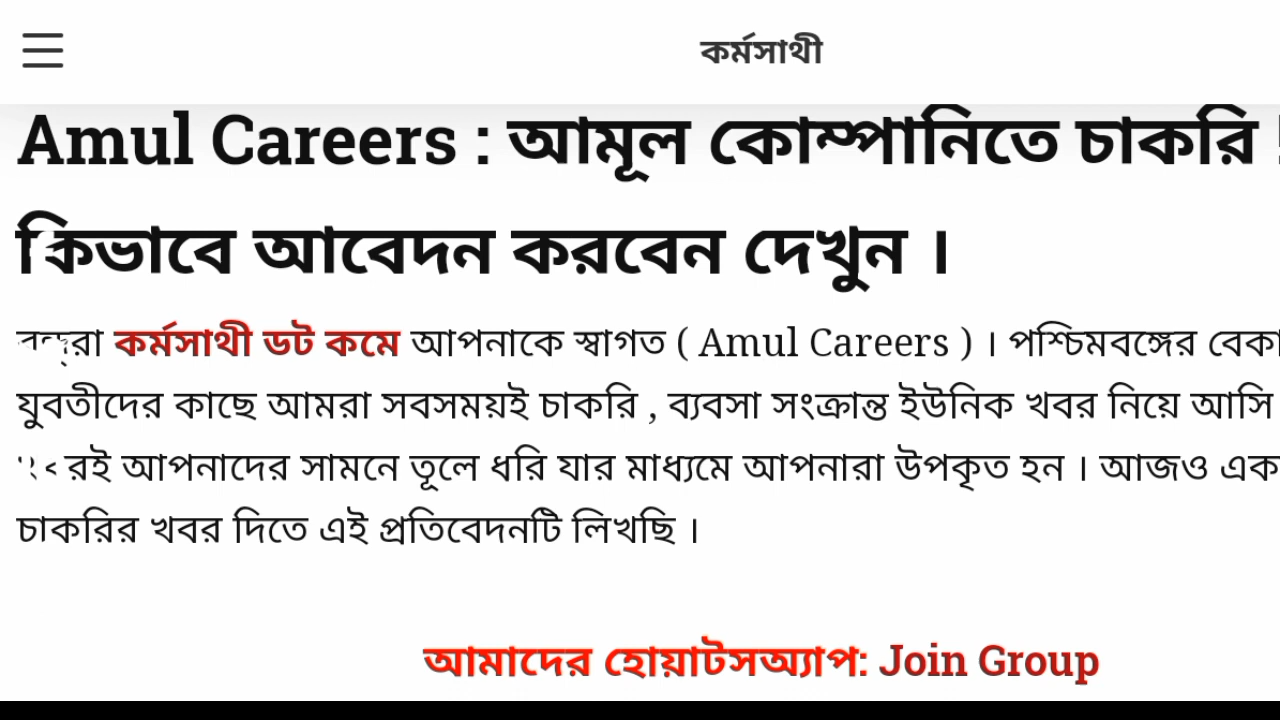 কর্মসাথী
Amul Careers : আমূল কোম্পানিতে চাকরি !
কিভাবে আবেদন করবেন দেখুন ।
কর্মসাথী ডট কমে আপনাকে স্বাগত ( Amul Careers ) । পশ্চিমবঙ্গের
যুবতীদের কাছে আমরা সবসময়ই চাকরি , ব্যবসা সংক্রান্ত ইউনিক খবর নিয়ে আসি
আপনাদের সামনে তূলে ধরি যার মাধ্যমে আপনারা উপকৃত হন । আজও এক
চাকরির খবর দিতে এই প্রতিবেদনটি লিখছি ।
আমাদের হোয়াটসঅ্যাপ: Join Group